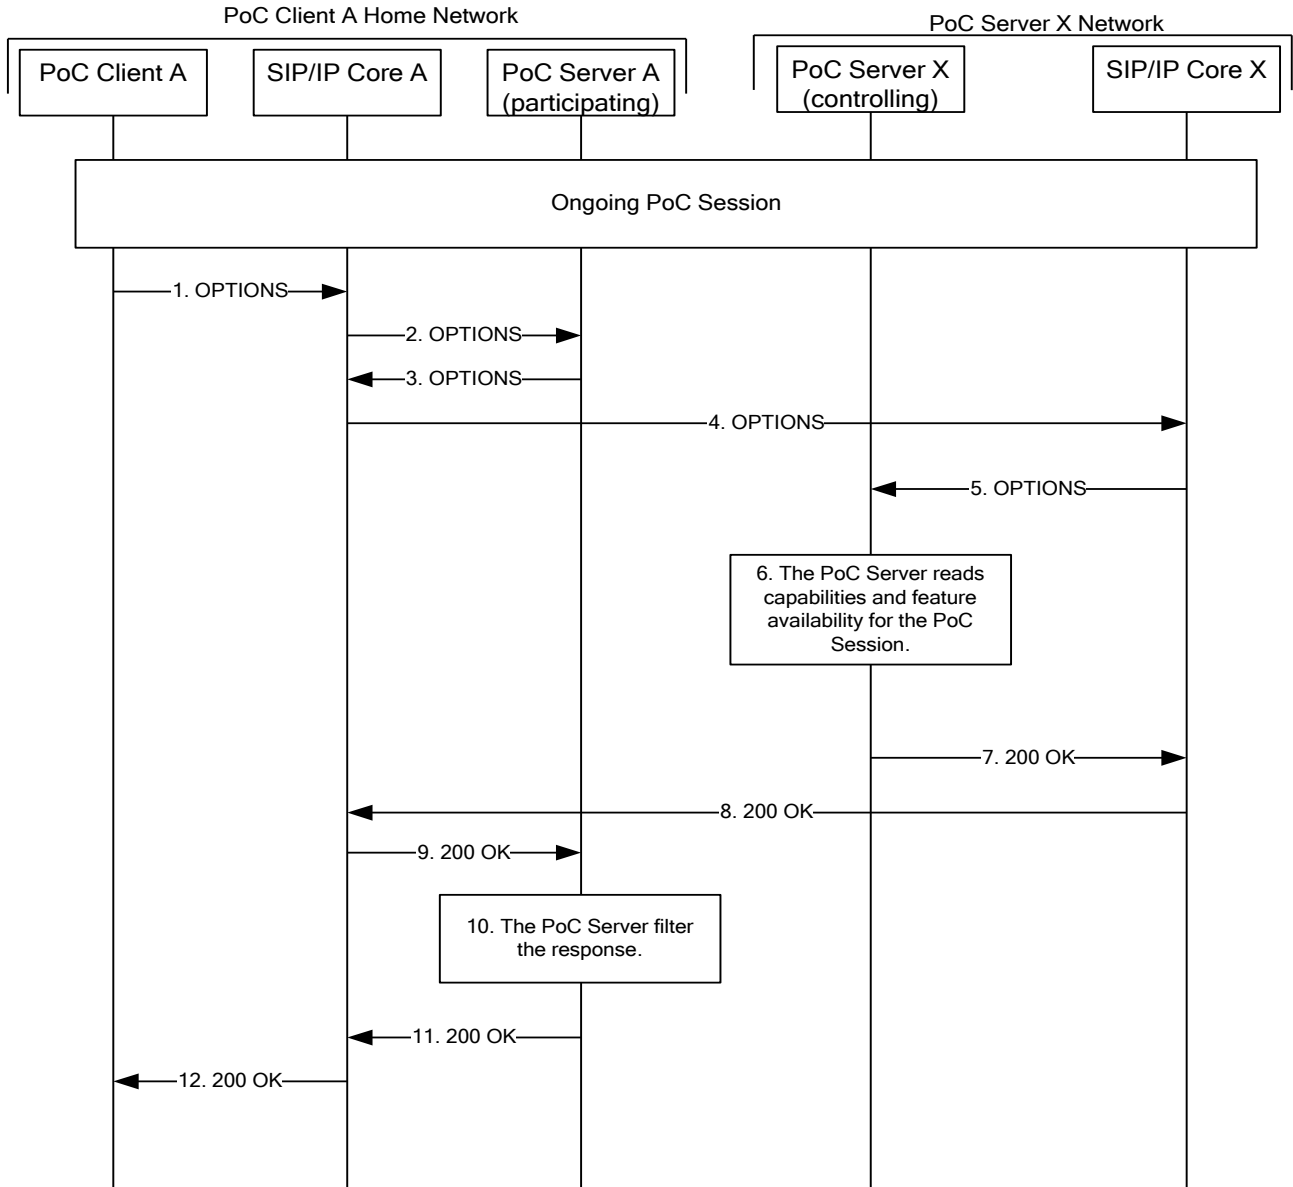 PoC Client A Home Network
PoC Server X Network
PoC Client A
SIP/IP Core A
PoC Server A
(participating)
PoC Server X
(controlling)
SIP/IP Core X
Ongoing PoC Session
1. OPTIONS
2. OPTIONS
3. OPTIONS
4. OPTIONS
5. OPTIONS
6. The PoC Server reads
capabilities and feature
availability for the PoC
Session.
7. 200 OK
8. 200 OK
9. 200 OK
10. The PoC Server filter
the response.
11. 200 OK
12. 200 OK